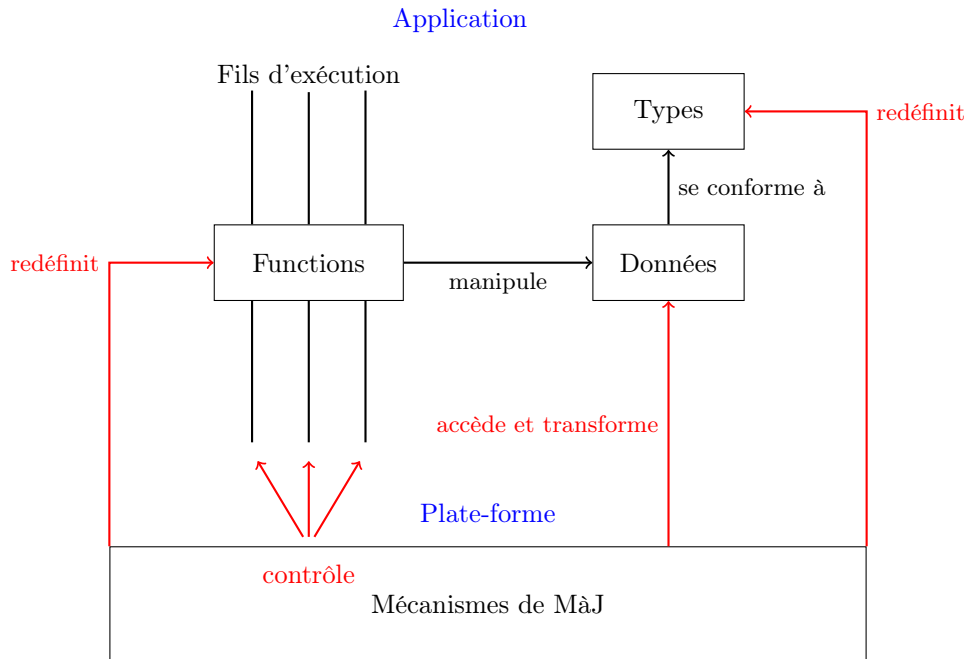 Application
Fils d'exécution
Types
redéfinit
se conforme à
redéfinit
Functions
manipule
Données
accède et transforme
Plate-forme
contrôle
Mécanismes de MàJ